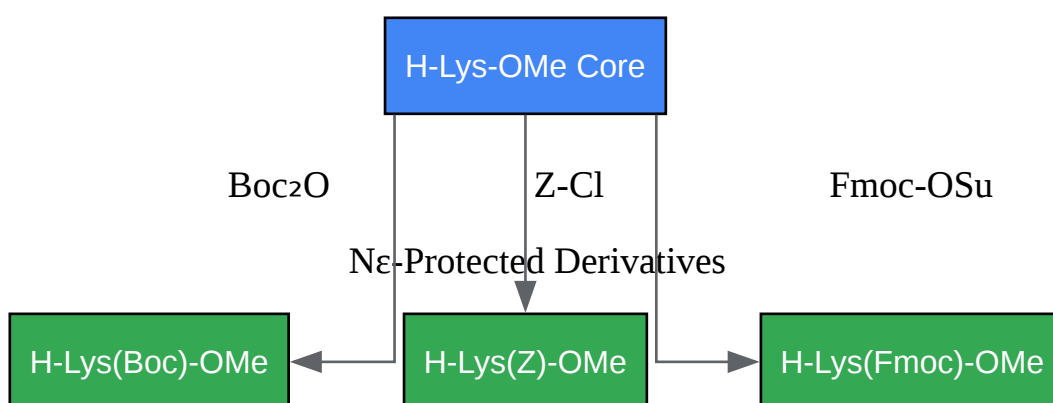 H-Lys-OMe Core
Boc₂O
Z-Cl
Fmoc-OSu
Nε-Protected Derivatives
H-Lys(Boc)-OMe
H-Lys(Z)-OMe
H-Lys(Fmoc)-OMe